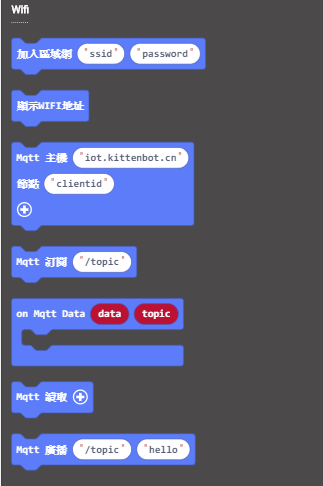 Wifi
加入區域網 "ssid" "password"
顯示WIFI地址
Mqtt 主機 "iot.kittenbot.cn"
節點 "clientid"
Mqtt 訂閱 "/topic"
on Mqtt Data data topic
Mqtt 讀取
Mqtt 廣播 "/topic" "hello"